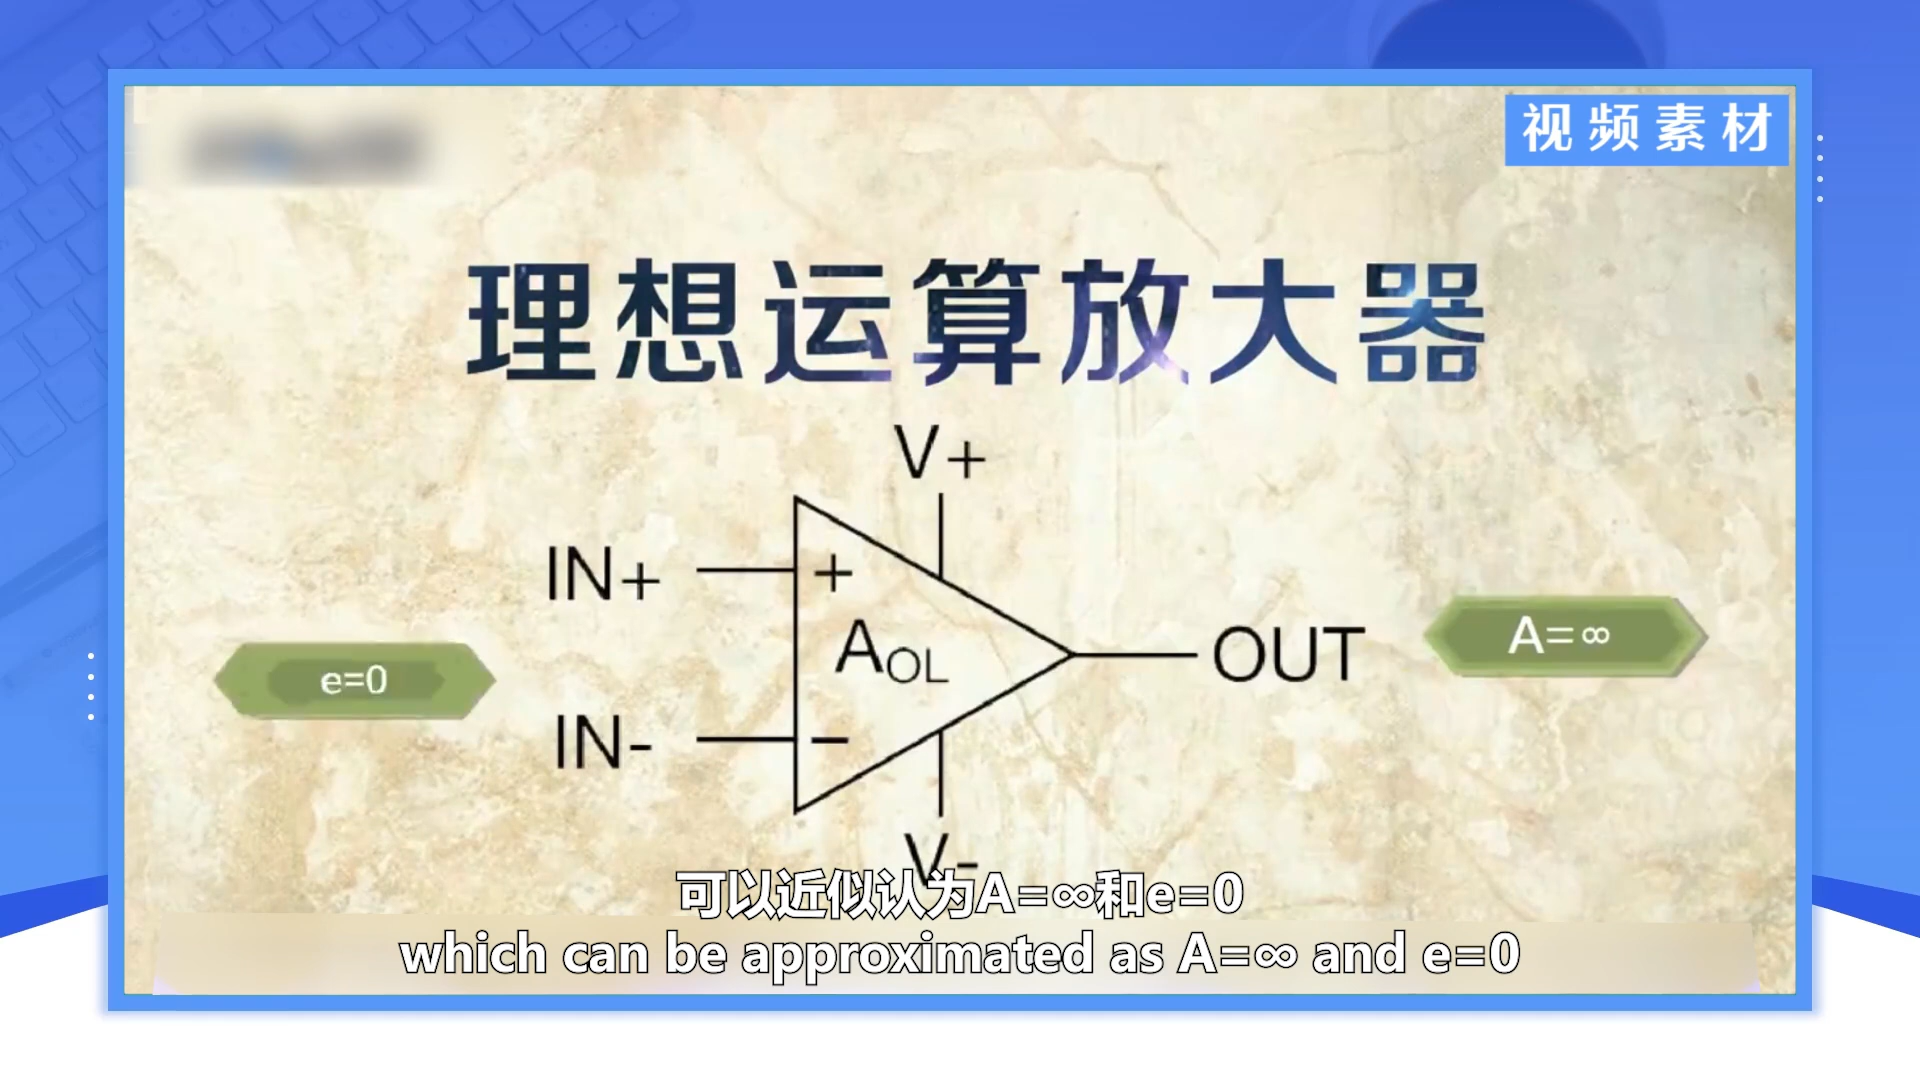 视频素材
理想运算放大器
V+
IN+
+
AOL
OUT
A=∞
e=0
IN-
−
V-
可以近似认为A=∞和e=0
which can be approximated as A=∞ and e=0